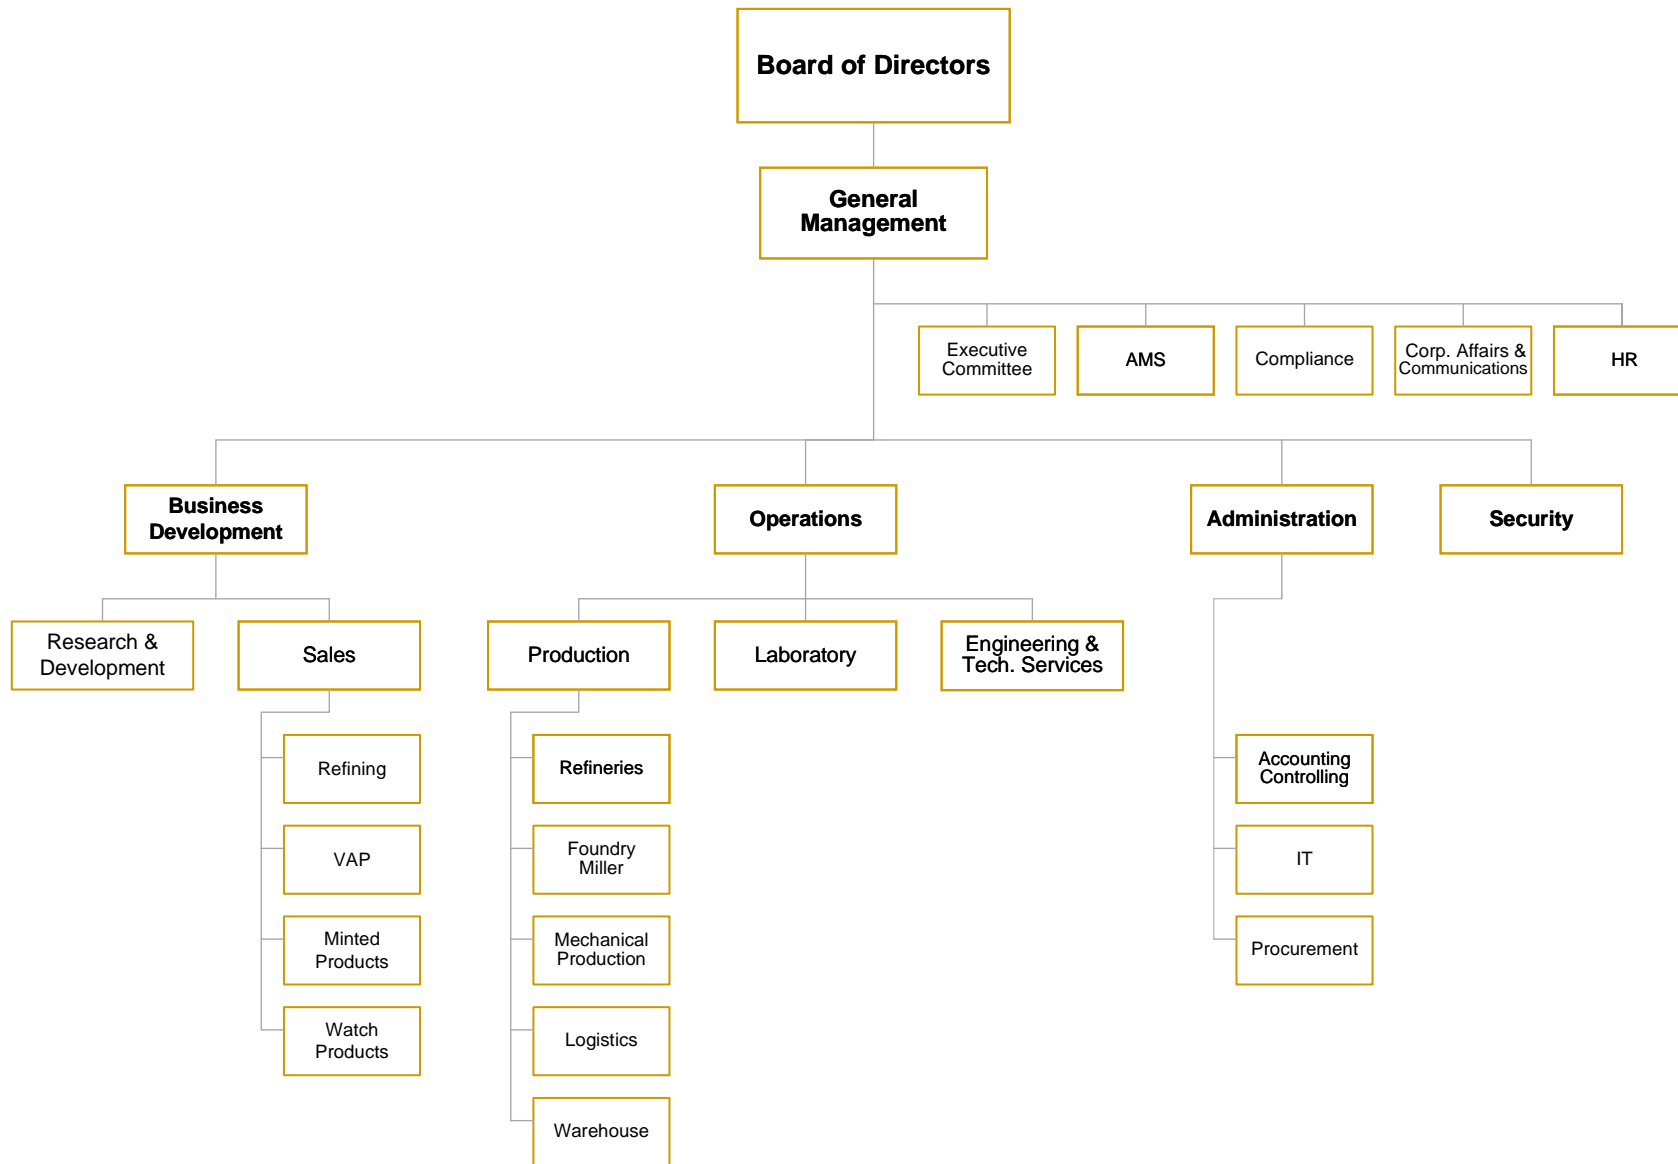 Board of Directors
General
Management
Executive
Committee
AMS
Compliance
Corp. Affairs &
Communications
HR
Business
Development
Operations
Administration
Security
Research &
Development
Sales
Production
Laboratory
Engineering &
Tech. Services
Refining
VAP
Minted
Products
Watch
Products
Refineries
Foundry
Miller
Mechanical
Production
Logistics
Warehouse
Accounting
Controlling
IT
Procurement